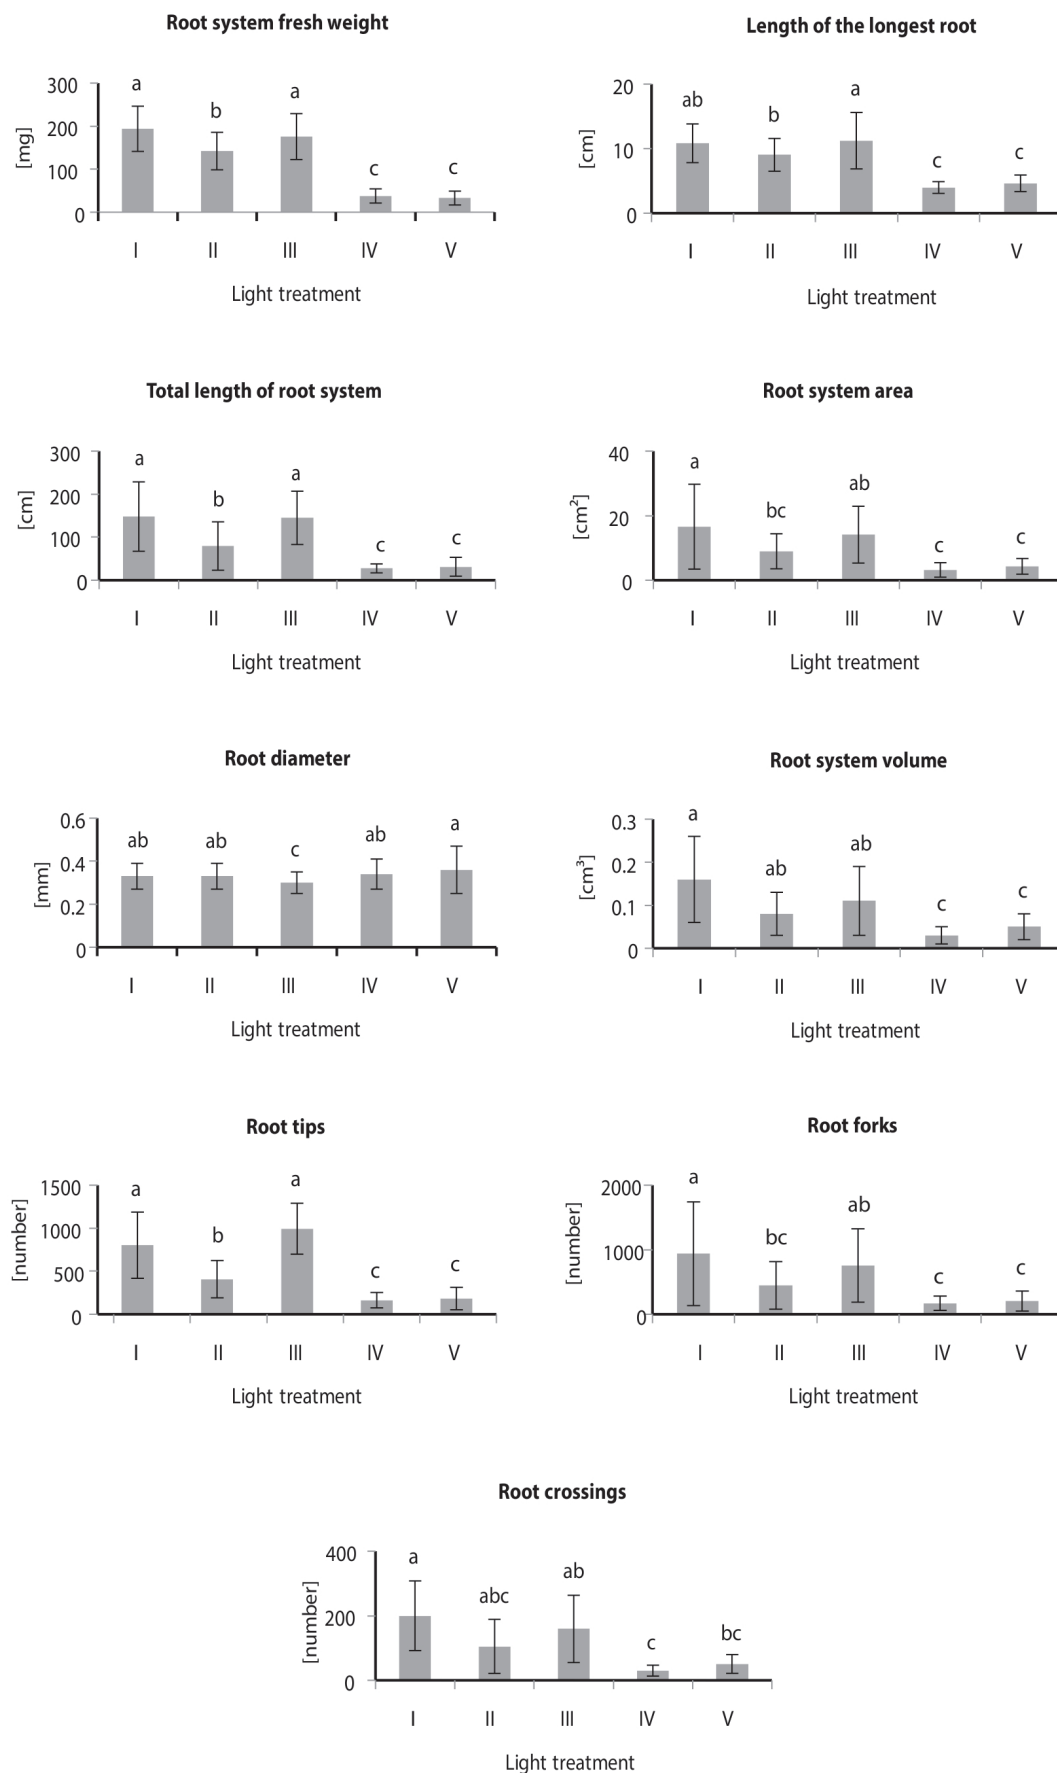 Root system fresh weight
300
200
100
0
[mg]
a
b
a
c
c
I II III IV V
Light treatment
Length of the longest root
20
10
0
[cm]
ab
b
a
c
c
I II III IV V
Light treatment
Total length of root system
300
200
100
0
[cm]
a
b
a
c
c
I II III IV V
Light treatment
Root system area
40
20
0
[cm²]
a
bc
ab
c
c
I II III IV V
Light treatment
Root diameter
0.6
0.4
0.2
0
[mm]
ab
ab
c
ab
a
I II III IV V
Light treatment
Root system volume
0.3
0.2
0.1
0
[cm³]
a
ab
ab
c
c
I II III IV V
Light treatment
Root tips
1500
1000
500
0
[number]
a
b
a
c
c
I II III IV V
Light treatment
Root forks
2000
1000
0
[number]
a
bc
ab
c
c
I II III IV V
Light treatment
Root crossings
400
200
0
[number]
a
abc
ab
c
bc
I II III IV V
Light treatment